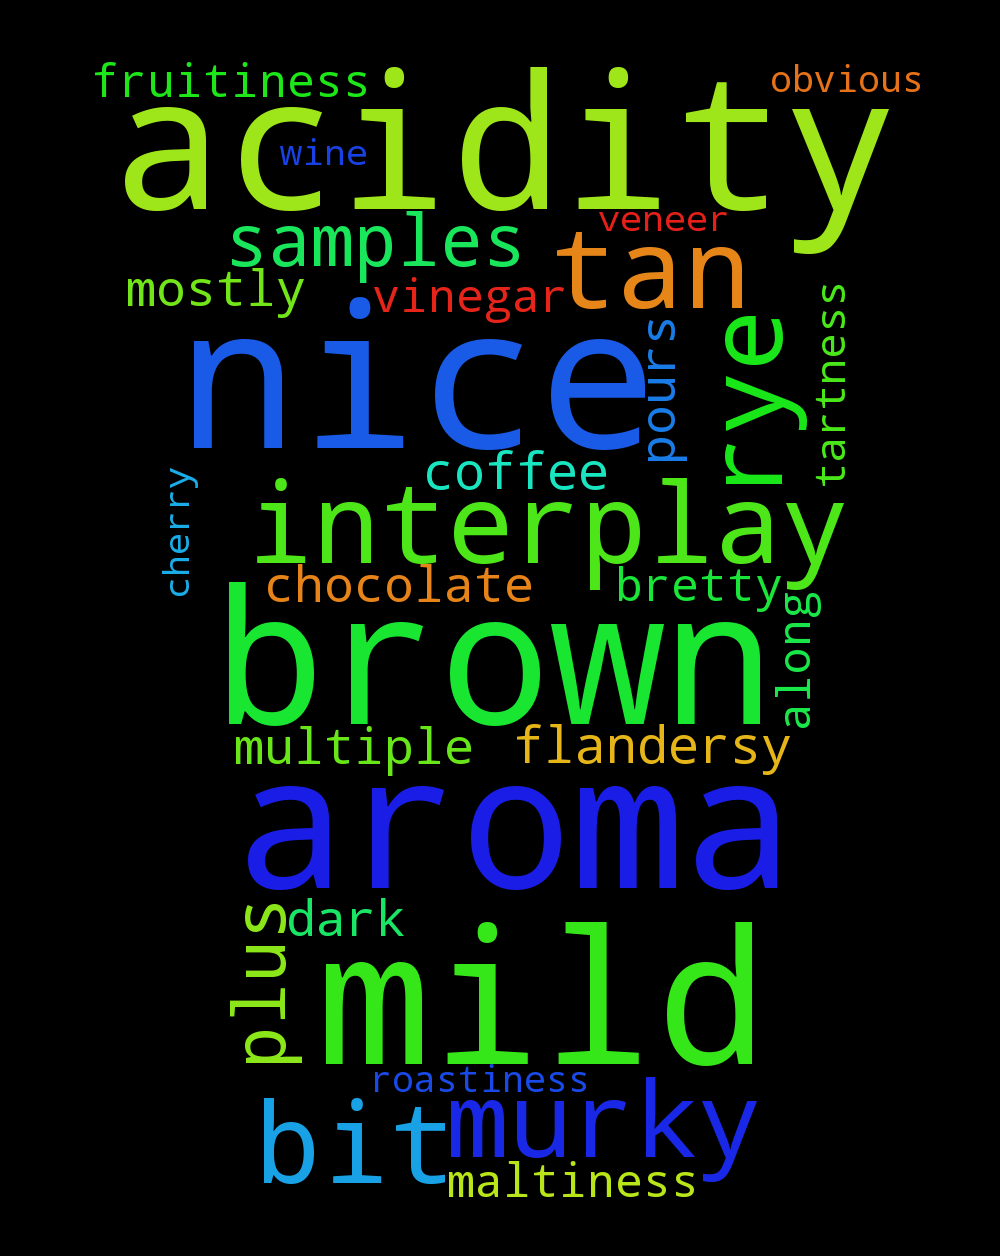 fruitiness
obvious
acidity
wine
veneer
samples
tan
mostly
vinegar
nice
pours
rye
tartness
coffee
cherry
interplay
chocolate
bretty
brown
along
multiple
flandersy
aroma
plus
dark
mild
roastiness
bit
murky
maltiness